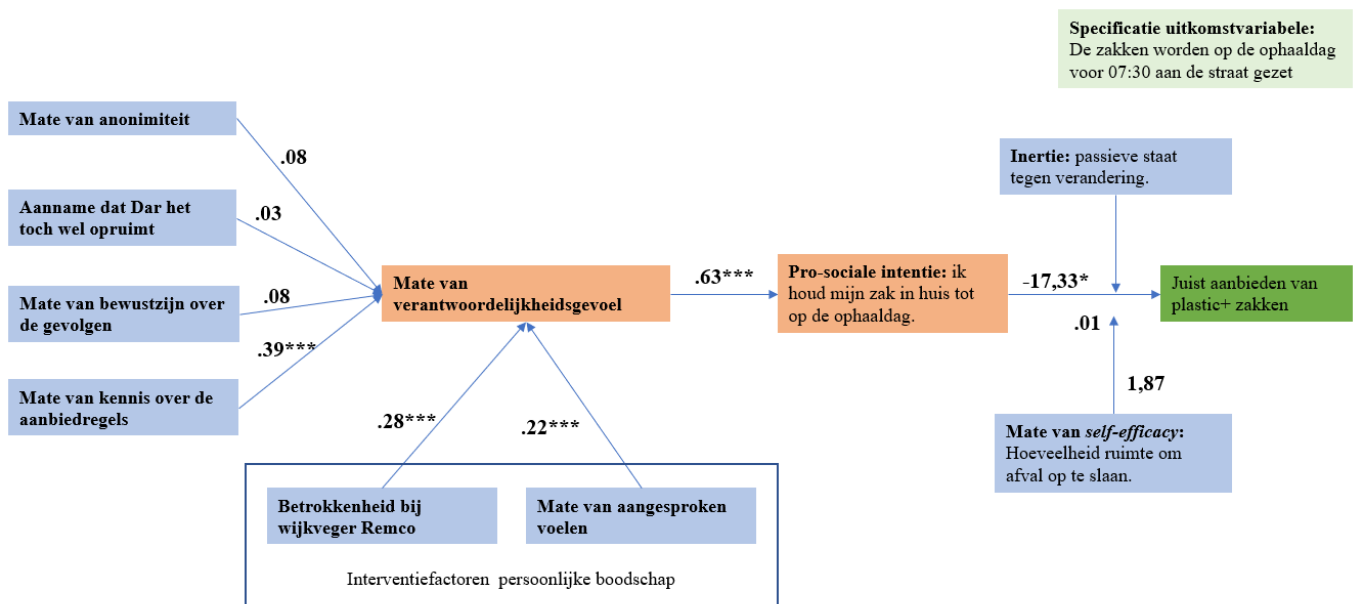 Specificatie uitkomstvariabele:
De zakken worden op de ophaaldag
voor 07:30 aan de straat gezet
Mate van anonimiteit
.08
Aanname dat Dar het
toch wel opruimt
.03
Mate van bewustzijn over
de gevolgen
.08
Mate van kennis over de
aanbiedregels
.39***
Mate van
verantwoordelijkheidsgevoel
.63***
Pro-sociale intentie: ik
houd mijn zak in huis tot
op de ophaaldag.
Inertie: passieve staat
tegen verandering.
-17,33*
.01
Juist aanbieden van
plastic+ zakken
1,87
Mate van self-efficacy:
Hoeveelheid ruimte om
afval op te slaan.
.28***
.22***
Betrokkenheid bij
wijkveger Remco
Mate van aangesproken
voelen
Interventiefactoren persoonlijke boodschap